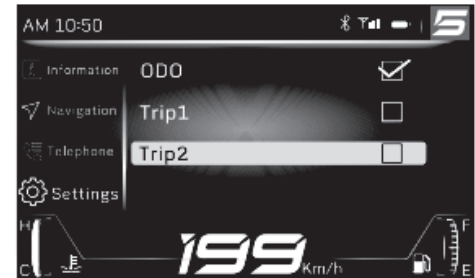 AM 10:50
5
Information
ODO
Navigation
Trip1
Telephone
Trip2
Settings
H
F
199
Km/h
C
E